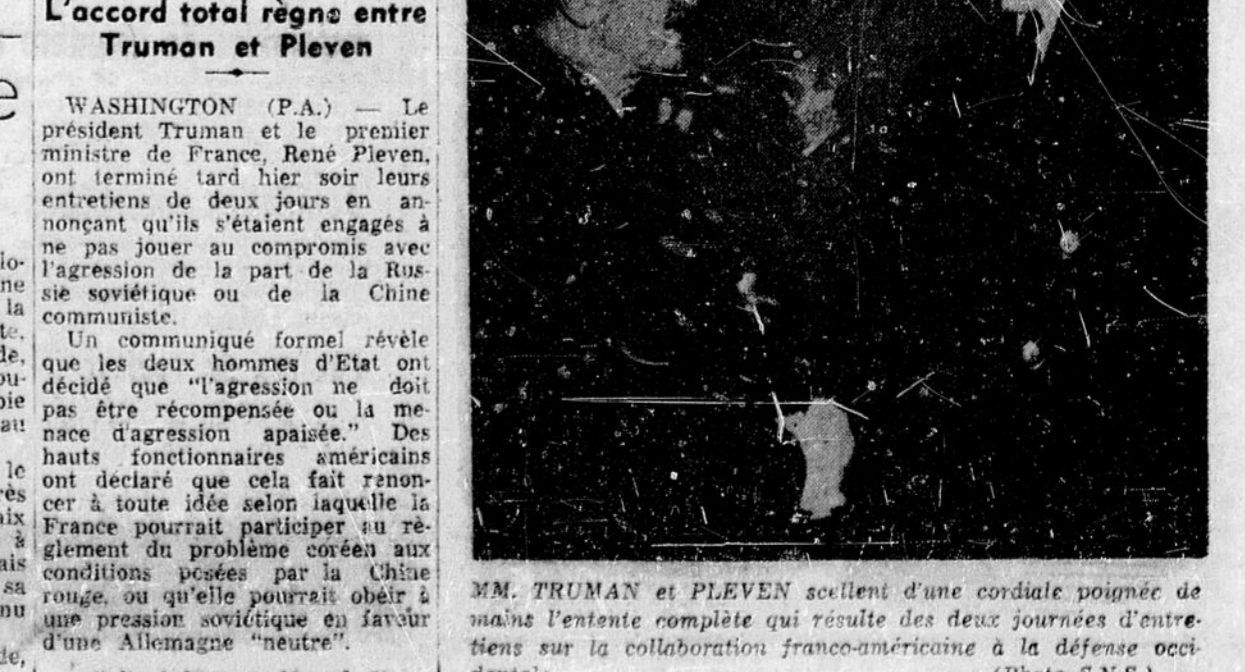 L'accord total règne entre
Truman et Pleven
WASHINGTON (P.A.) — Le
président Truman et le premier
ministre de France, René Pleven,
ont terminé tard hier soir leurs
entretiens de deux jours en an-
nonçant qu'ils s'étaient engagés à
ne pas jouer au compromis avec
l'agression de la part de la Rus-
sie soviétique ou de la Chine
communiste.
Un communiqué formel révèle
que les deux hommes d'Etat ont
décidé que "l'agression ne doit
pas être récompensée ou la me-
nace d'agression apaisée." Des
hauts fonctionnaires américains
ont déclaré que cela fait renon-
cer à toute idée selon laquelle la
France pourrait participer au rè-
glement du problème coréen aux
conditions posées par la Chine
rouge, ou qu'elle pourrait obéir à
une pression soviétique en faveur
d'une Allemagne "neutre".
MM. TRUMAN et PLEVEN scellent d'une cordiale poignée de
mains l'entente complète qui résulte des deux journées d'entre-
tiens sur la collaboration franco-américaine à la défense occi-